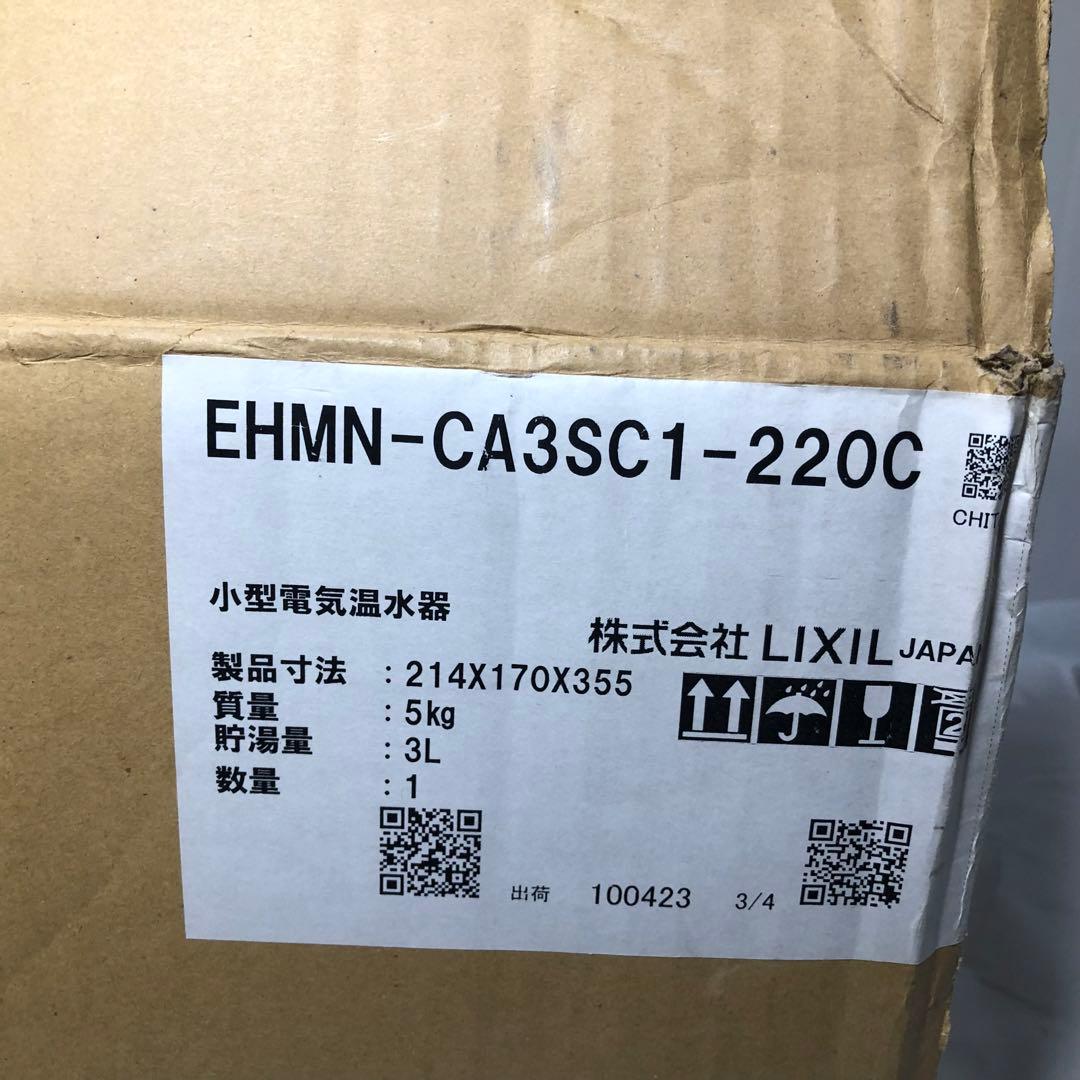 EHMN-CA3SC1-220C
CHIT
小型電気温水器
株式会社 LIXIL JAPA
製品寸法 : 214X170X355
質量 : 5kg
貯湯量 : 3L
数量 : 1
出荷 100423 3/4